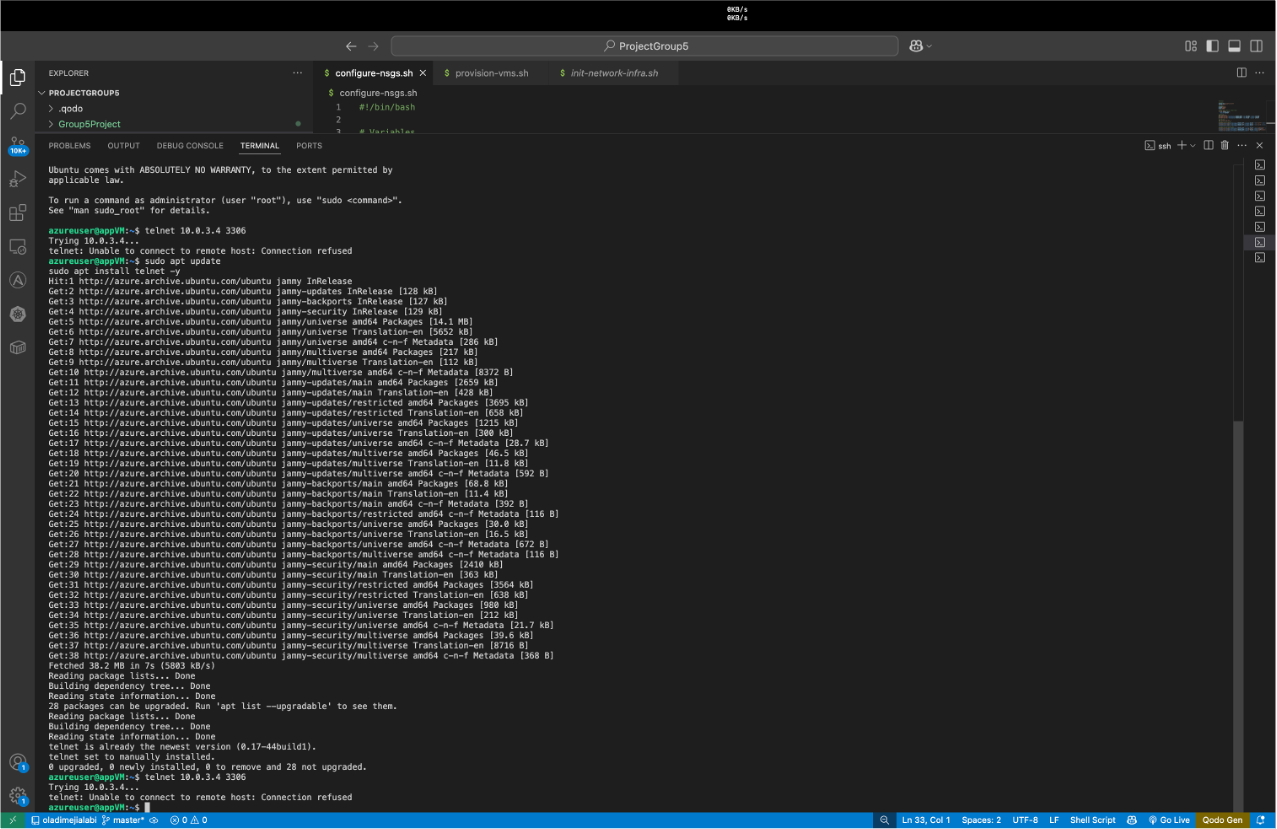 0KB/s
0KB/s
ProjectGroup5
EXPLORER
configure-nsgs.sh
provision-vms.sh
init-network-infra.sh
PROJECTGROUP5
configure-nsgs.sh
.qodo
1 #!/bin/bash
Group5Project
2
3 # Variables
10K+
PROBLEMS OUTPUT DEBUG CONSOLE TERMINAL PORTS
ssh
Ubuntu comes with ABSOLUTELY NO WARRANTY, to the extent permitted by
applicable law.
To run a command as administrator (user "root"), use "sudo <command>".
See "man sudo_root" for details.
azureuser@appVM:~$ telnet 10.0.3.4 3306
Trying 10.0.3.4...
telnet: Unable to connect to remote host: Connection refused
azureuser@appVM:~$ sudo apt update
sudo apt install telnet -y
Hit:1 http://azure.archive.ubuntu.com/ubuntu jammy InRelease
Get:2 http://azure.archive.ubuntu.com/ubuntu jammy-updates InRelease [128 kB]
Get:3 http://azure.archive.ubuntu.com/ubuntu jammy-backports InRelease [127 kB]
Get:4 http://azure.archive.ubuntu.com/ubuntu jammy-security InRelease [129 kB]
Get:5 http://azure.archive.ubuntu.com/ubuntu jammy/universe amd64 Packages [14.1 MB]
Get:6 http://azure.archive.ubuntu.com/ubuntu jammy/universe Translation-en [5652 kB]
Get:7 http://azure.archive.ubuntu.com/ubuntu jammy/universe amd64 c-n-f Metadata [286 kB]
Get:8 http://azure.archive.ubuntu.com/ubuntu jammy/multiverse amd64 Packages [217 kB]
Get:9 http://azure.archive.ubuntu.com/ubuntu jammy/multiverse Translation-en [112 kB]
Get:10 http://azure.archive.ubuntu.com/ubuntu jammy/multiverse amd64 c-n-f Metadata [8372 B]
Get:11 http://azure.archive.ubuntu.com/ubuntu jammy-updates/main amd64 Packages [2659 kB]
Get:12 http://azure.archive.ubuntu.com/ubuntu jammy-updates/main Translation-en [428 kB]
Get:13 http://azure.archive.ubuntu.com/ubuntu jammy-updates/restricted amd64 Packages [3695 kB]
Get:14 http://azure.archive.ubuntu.com/ubuntu jammy-updates/restricted Translation-en [658 kB]
Get:15 http://azure.archive.ubuntu.com/ubuntu jammy-updates/universe amd64 Packages [1215 kB]
Get:16 http://azure.archive.ubuntu.com/ubuntu jammy-updates/universe Translation-en [300 kB]
Get:17 http://azure.archive.ubuntu.com/ubuntu jammy-updates/universe amd64 c-n-f Metadata [28.7 kB]
Get:18 http://azure.archive.ubuntu.com/ubuntu jammy-updates/multiverse amd64 Packages [46.5 kB]
Get:19 http://azure.archive.ubuntu.com/ubuntu jammy-updates/multiverse Translation-en [11.8 kB]
Get:20 http://azure.archive.ubuntu.com/ubuntu jammy-updates/multiverse amd64 c-n-f Metadata [592 B]
Get:21 http://azure.archive.ubuntu.com/ubuntu jammy-backports/main amd64 Packages [68.8 kB]
Get:22 http://azure.archive.ubuntu.com/ubuntu jammy-backports/main Translation-en [11.4 kB]
Get:23 http://azure.archive.ubuntu.com/ubuntu jammy-backports/main amd64 c-n-f Metadata [392 B]
Get:24 http://azure.archive.ubuntu.com/ubuntu jammy-backports/restricted amd64 c-n-f Metadata [116 B]
Get:25 http://azure.archive.ubuntu.com/ubuntu jammy-backports/universe amd64 Packages [30.0 kB]
Get:26 http://azure.archive.ubuntu.com/ubuntu jammy-backports/universe Translation-en [16.5 kB]
Get:27 http://azure.archive.ubuntu.com/ubuntu jammy-backports/universe amd64 c-n-f Metadata [672 B]
Get:28 http://azure.archive.ubuntu.com/ubuntu jammy-backports/multiverse amd64 c-n-f Metadata [116 B]
Get:29 http://azure.archive.ubuntu.com/ubuntu jammy-security/main amd64 Packages [2410 kB]
Get:30 http://azure.archive.ubuntu.com/ubuntu jammy-security/main Translation-en [363 kB]
Get:31 http://azure.archive.ubuntu.com/ubuntu jammy-security/restricted amd64 Packages [3564 kB]
Get:32 http://azure.archive.ubuntu.com/ubuntu jammy-security/restricted Translation-en [638 kB]
Get:33 http://azure.archive.ubuntu.com/ubuntu jammy-security/universe amd64 Packages [980 kB]
Get:34 http://azure.archive.ubuntu.com/ubuntu jammy-security/universe Translation-en [212 kB]
Get:35 http://azure.archive.ubuntu.com/ubuntu jammy-security/universe amd64 c-n-f Metadata [21.7 kB]
Get:36 http://azure.archive.ubuntu.com/ubuntu jammy-security/multiverse amd64 Packages [39.6 kB]
Get:37 http://azure.archive.ubuntu.com/ubuntu jammy-security/multiverse Translation-en [8716 B]
Get:38 http://azure.archive.ubuntu.com/ubuntu jammy-security/multiverse amd64 c-n-f Metadata [368 B]
Fetched 38.2 MB in 7s (5803 kB/s)
Reading package lists... Done
Building dependency tree... Done
Reading state information... Done
28 packages can be upgraded. Run 'apt list --upgradable' to see them.
Reading package lists... Done
Building dependency tree... Done
Reading state information... Done
telnet is already the newest version (0.17-44build1).
telnet set to manually installed.
0 upgraded, 0 newly installed, 0 to remove and 28 not upgraded.
azureuser@appVM:~$ telnet 10.0.3.4 3306
Trying 10.0.3.4...
telnet: Unable to connect to remote host: Connection refused
azureuser@appVM:~$
oladimejialabi master* 0 0 Ln 33, Col 1 Spaces: 2 UTF-8 LF Shell Script Go Live Qodo Gen